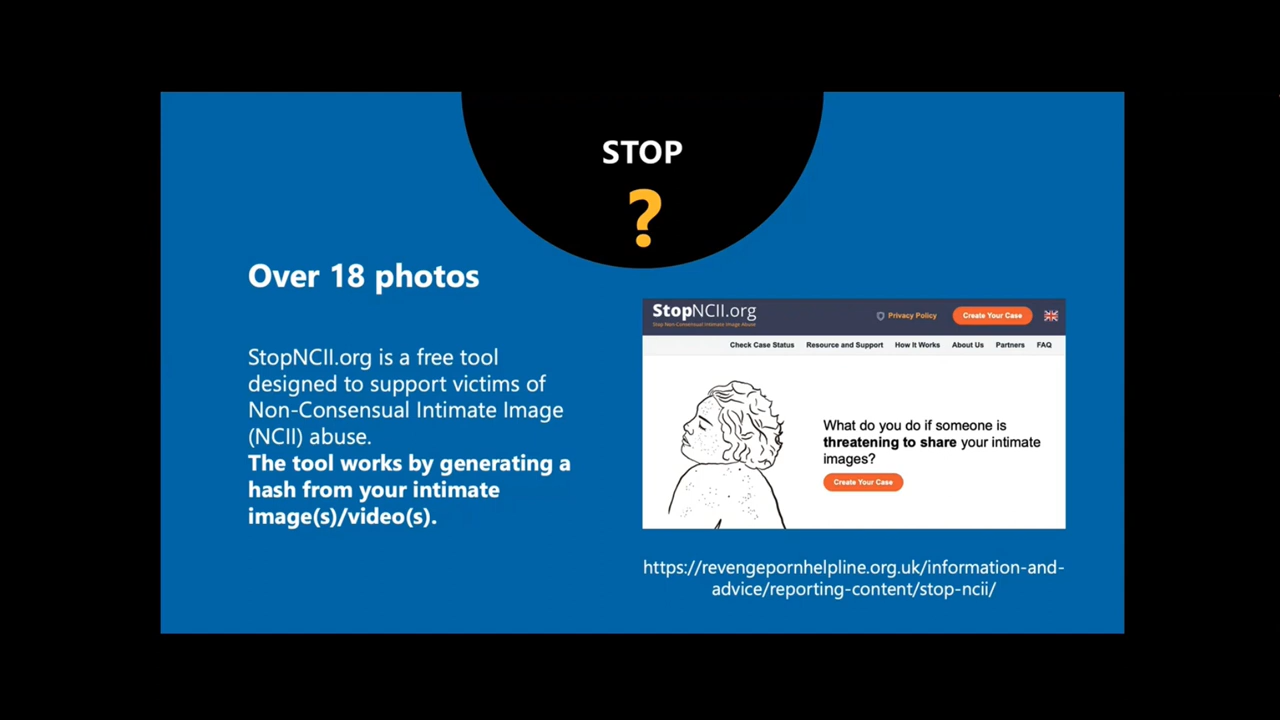 STOP
?
Over 18 photos
StopNCII.org is a free tool
designed to support victims of
Non-Consensual Intimate Image
(NCII) abuse.
The tool works by generating a
hash from your intimate
image(s)/video(s).
StopNCII.org
Stop Non-Consensual Intimate Image Abuse
Privacy Policy
Create Your Case
Check Case Status Resource and Support How It Works About Us Partners FAQ
What do you do if someone is
threatening to share your intimate
images?
Create Your Case
https://revengepornhelpline.org.uk/information-and-
advice/reporting-content/stop-ncii/